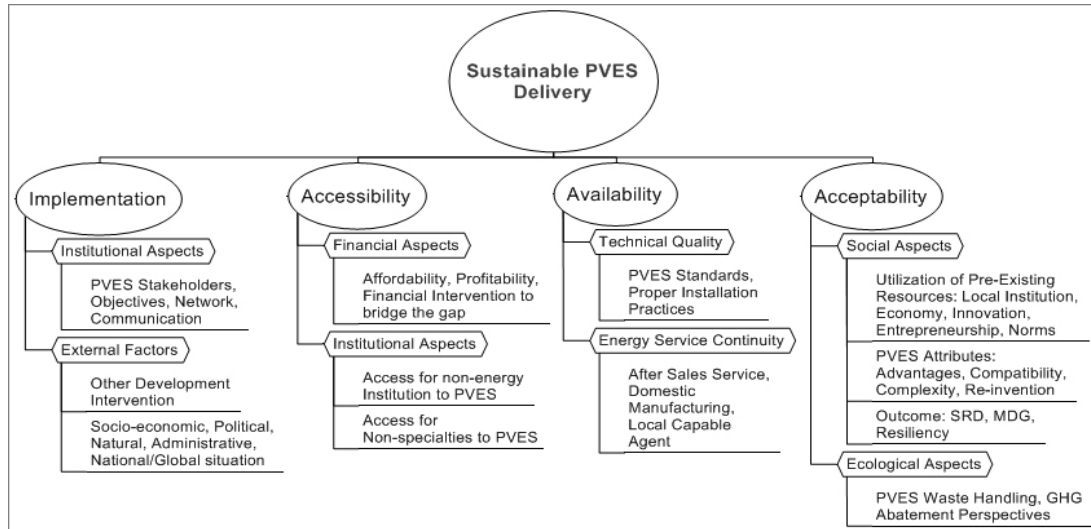 Sustainable PVES
Delivery
Implementation
Institutional Aspects
PVES Stakeholders,
Objectives, Network,
Communication
External Factors
Other Development
Intervention
Socio-economic, Political,
Natural, Administrative,
National/Global situation
Accessibility
Financial Aspects
Affordability, Profitability,
Financial Intervention to
bridge the gap
Institutional Aspects
Access for non-energy
Institution to PVES
Access for
Non-specialties to PVES
Availability
Technical Quality
PVES Standards,
Proper Installation
Practices
Energy Service Continuity
After Sales Service,
Domestic
Manufacturing,
Local Capable
Agent
Acceptability
Social Aspects
Utilization of Pre-Existing
Resources: Local Institution,
Economy, Innovation,
Entrepreneurship, Norms
PVES Attributes:
Advantages, Compatibility,
Complexity, Re-invention
Outcome: SRD, MDG,
Resiliency
Ecological Aspects
PVES Waste Handling, GHG
Abatement Perspectives